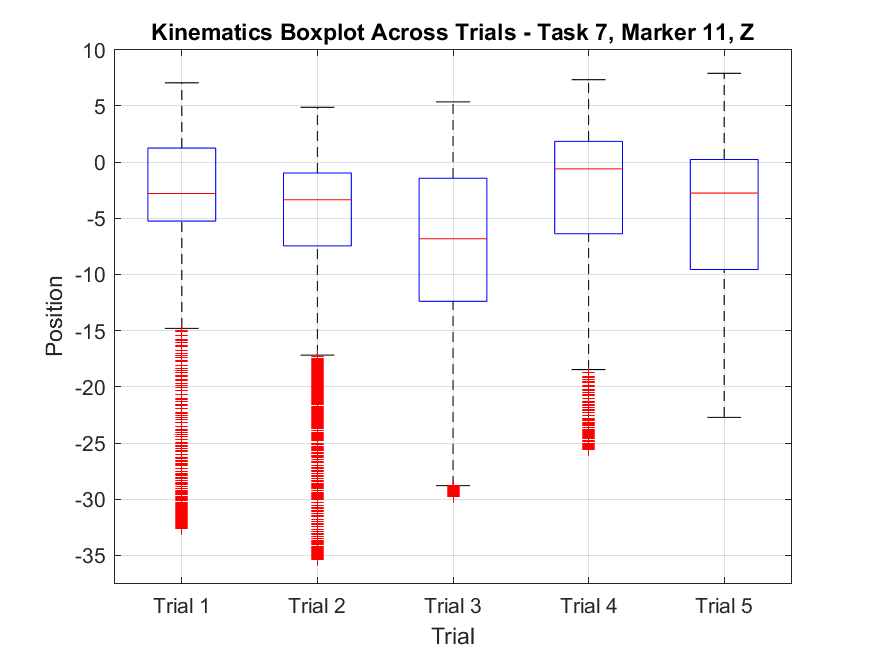 Kinematics Boxplot Across Trials - Task 7, Marker 11, Z
10
5
0
-5
-10
-15
-20
-25
-30
-35
Position
Trial 1 Trial 2 Trial 3 Trial 4 Trial 5
Trial